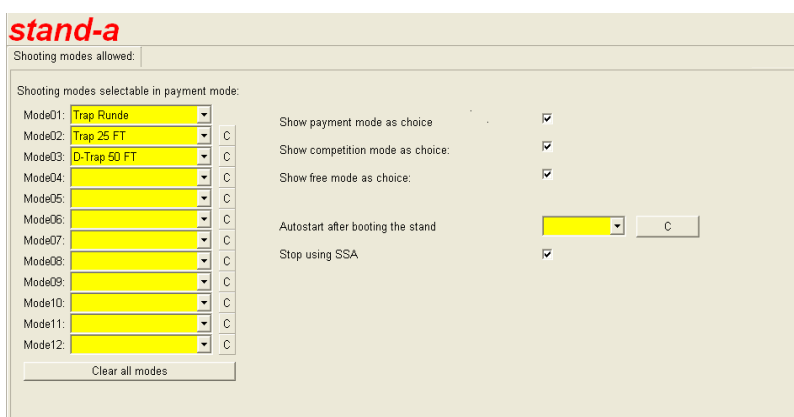 stand-a
Shooting modes allowed:
Shooting modes selectable in payment mode:
Mode01: Trap Runde
Mode02: Trap 25 FT C
Mode03: D-Trap 50 FT C
Mode04: C
Mode05: C
Mode06: C
Mode07: C
Mode08: C
Mode09: C
Mode10: C
Mode11: C
Mode12: C
Clear all modes
Show payment mode as choice
Show competition mode as choice:
Show free mode as choice:
Autostart after booting the stand C
Stop using SSA